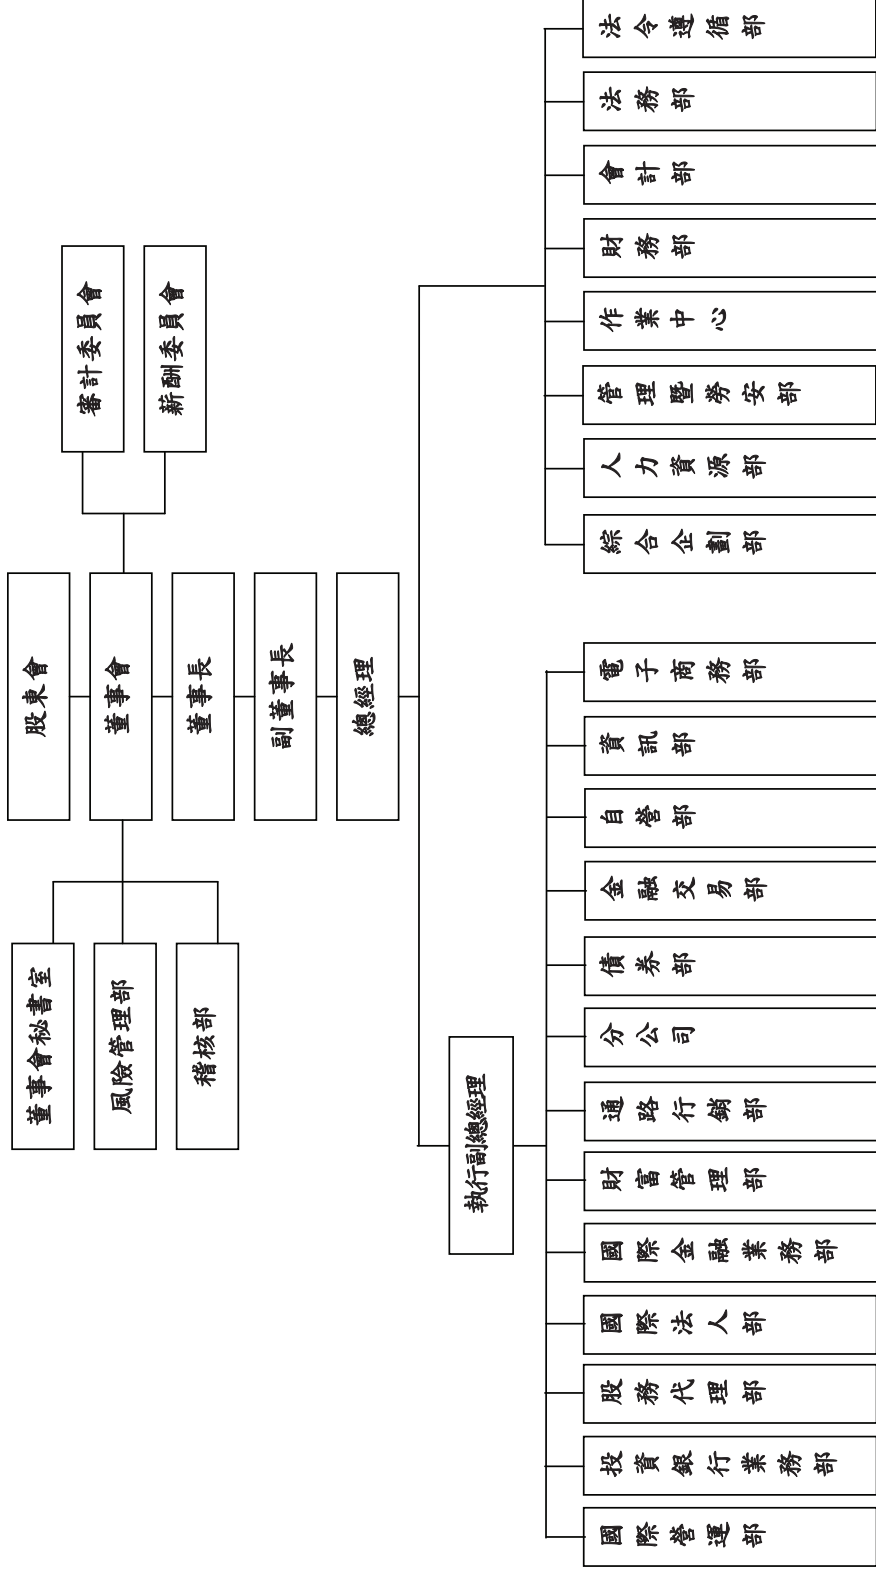 股東會
董事會
審計委員會
薪酬委員會
董事會秘書室
風險管理部
稽核部
董事長
副董事長
總經理
執行副總經理
國際營運部
投資銀行業務部
股務代理部
國際法人部
國際金融業務部
財富管理部
通路行銷部
分公司
債券部
金融交易部
自營部
資訊部
電子商務部
綜合企劃部
人力資源部
管理暨勞安部
作業中心
財務部
會計部
法務部
法令遵循部